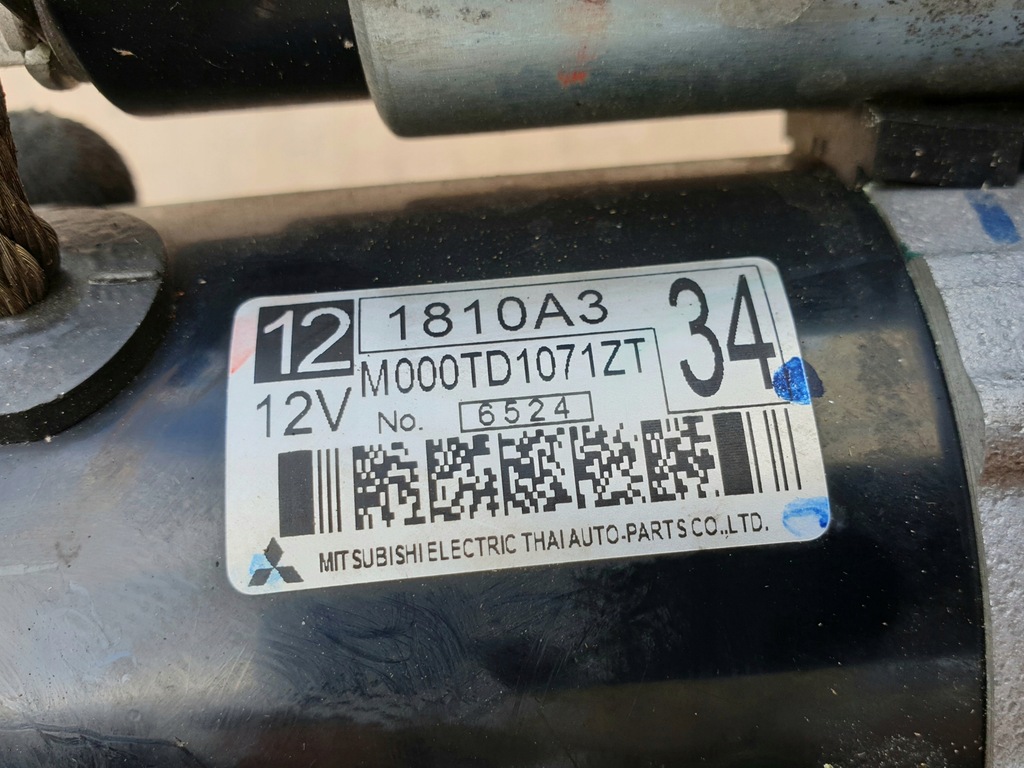 12 1810A3 34
M000TD1071ZT
12V No. 6524
MITSUBISHI ELECTRIC THAI AUTO-PARTS CO.,LTD.